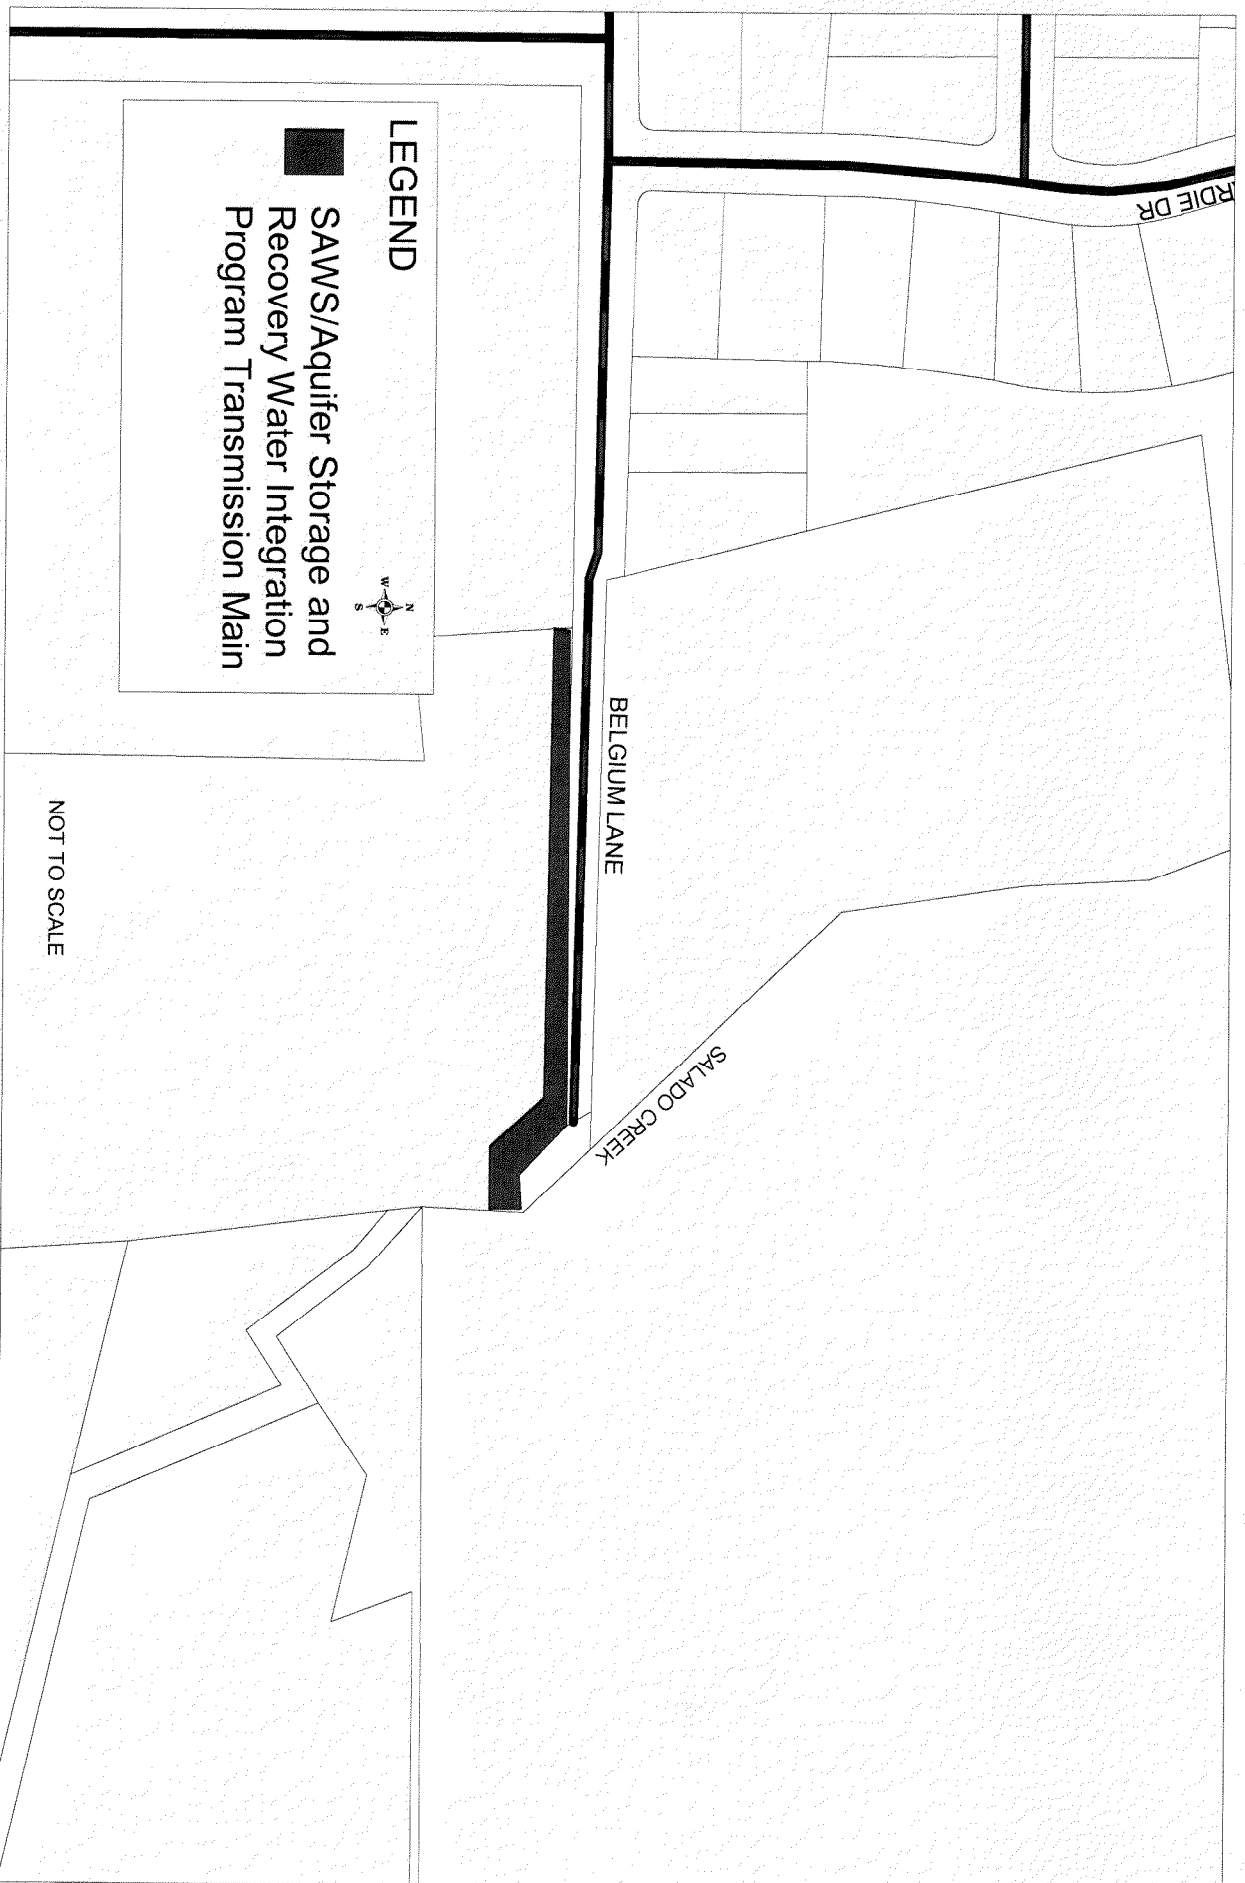 LEGEND
SAWS/Aquifer Storage and
Recovery Water Integration
Program Transmission Main
N
W
E
S
RDIE DR
BELGIUM LANE
SALADO CREEK
NOT TO SCALE